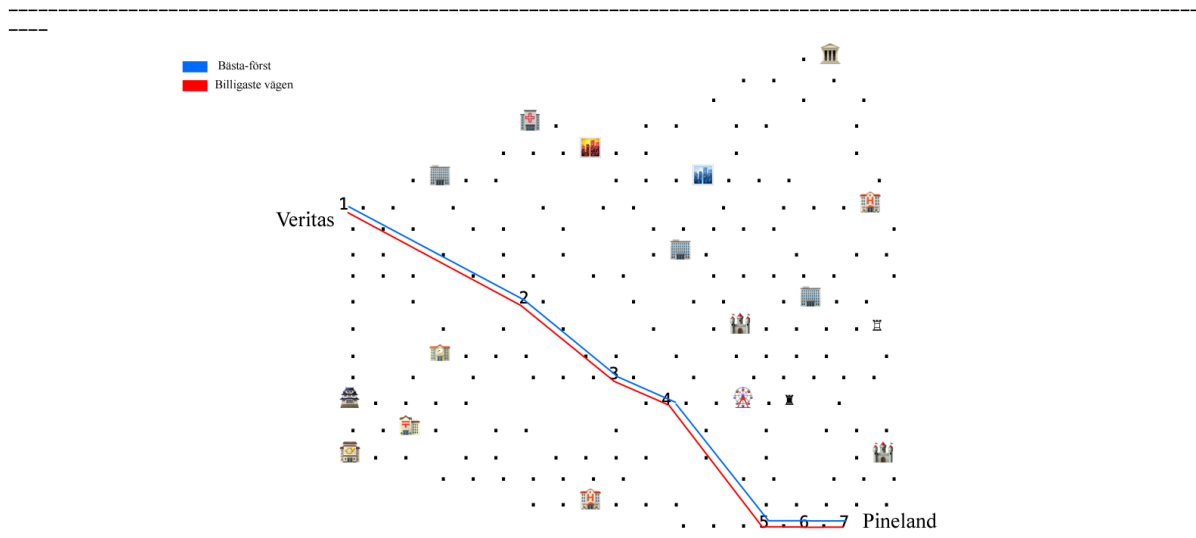 Bästa-först
Billigaste vägen
1
Veritas
2
3
4
5 6 7 Pineland